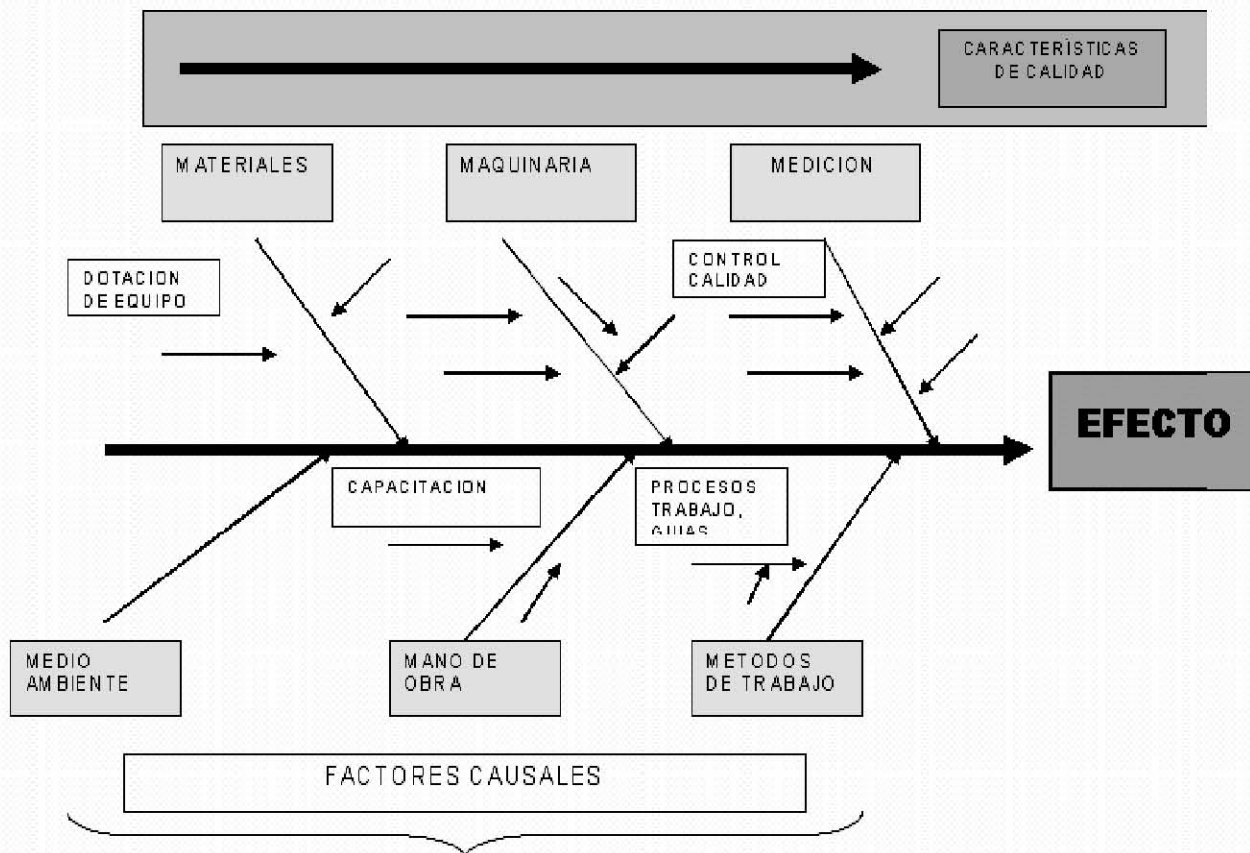 CARACTERÍSTICAS
DE CALIDAD
MATERIALES
MAQUINARIA
MEDICION
DOTACION
DE EQUIPO
CONTROL
CALIDAD
EFECTO
CAPACITACION
PROCESOS
TRABAJO,
GUIAS
MEDIO
AMBIENTE
MANO DE
OBRA
METODOS
DE TRABAJO
FACTORES CAUSALES